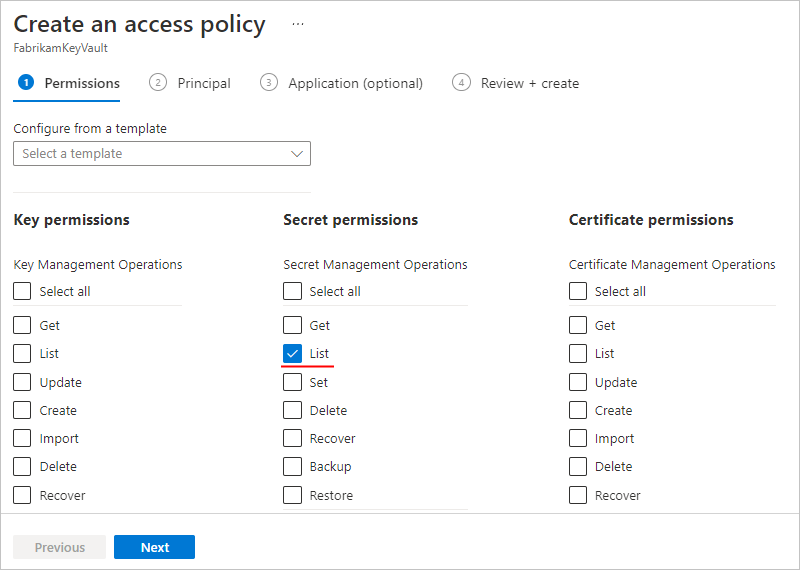 Create an access policy ...
FabrikamKeyVault
1 Permissions 2 Principal 3 Application (optional) 4 Review + create
Configure from a template
Select a template
Key permissions
Key Management Operations
Select all
Get
List
Update
Create
Import
Delete
Recover
Secret permissions
Secret Management Operations
Select all
Get
List
Set
Delete
Recover
Backup
Restore
Certificate permissions
Certificate Management Operations
Select all
Get
List
Update
Create
Import
Delete
Recover
Previous Next